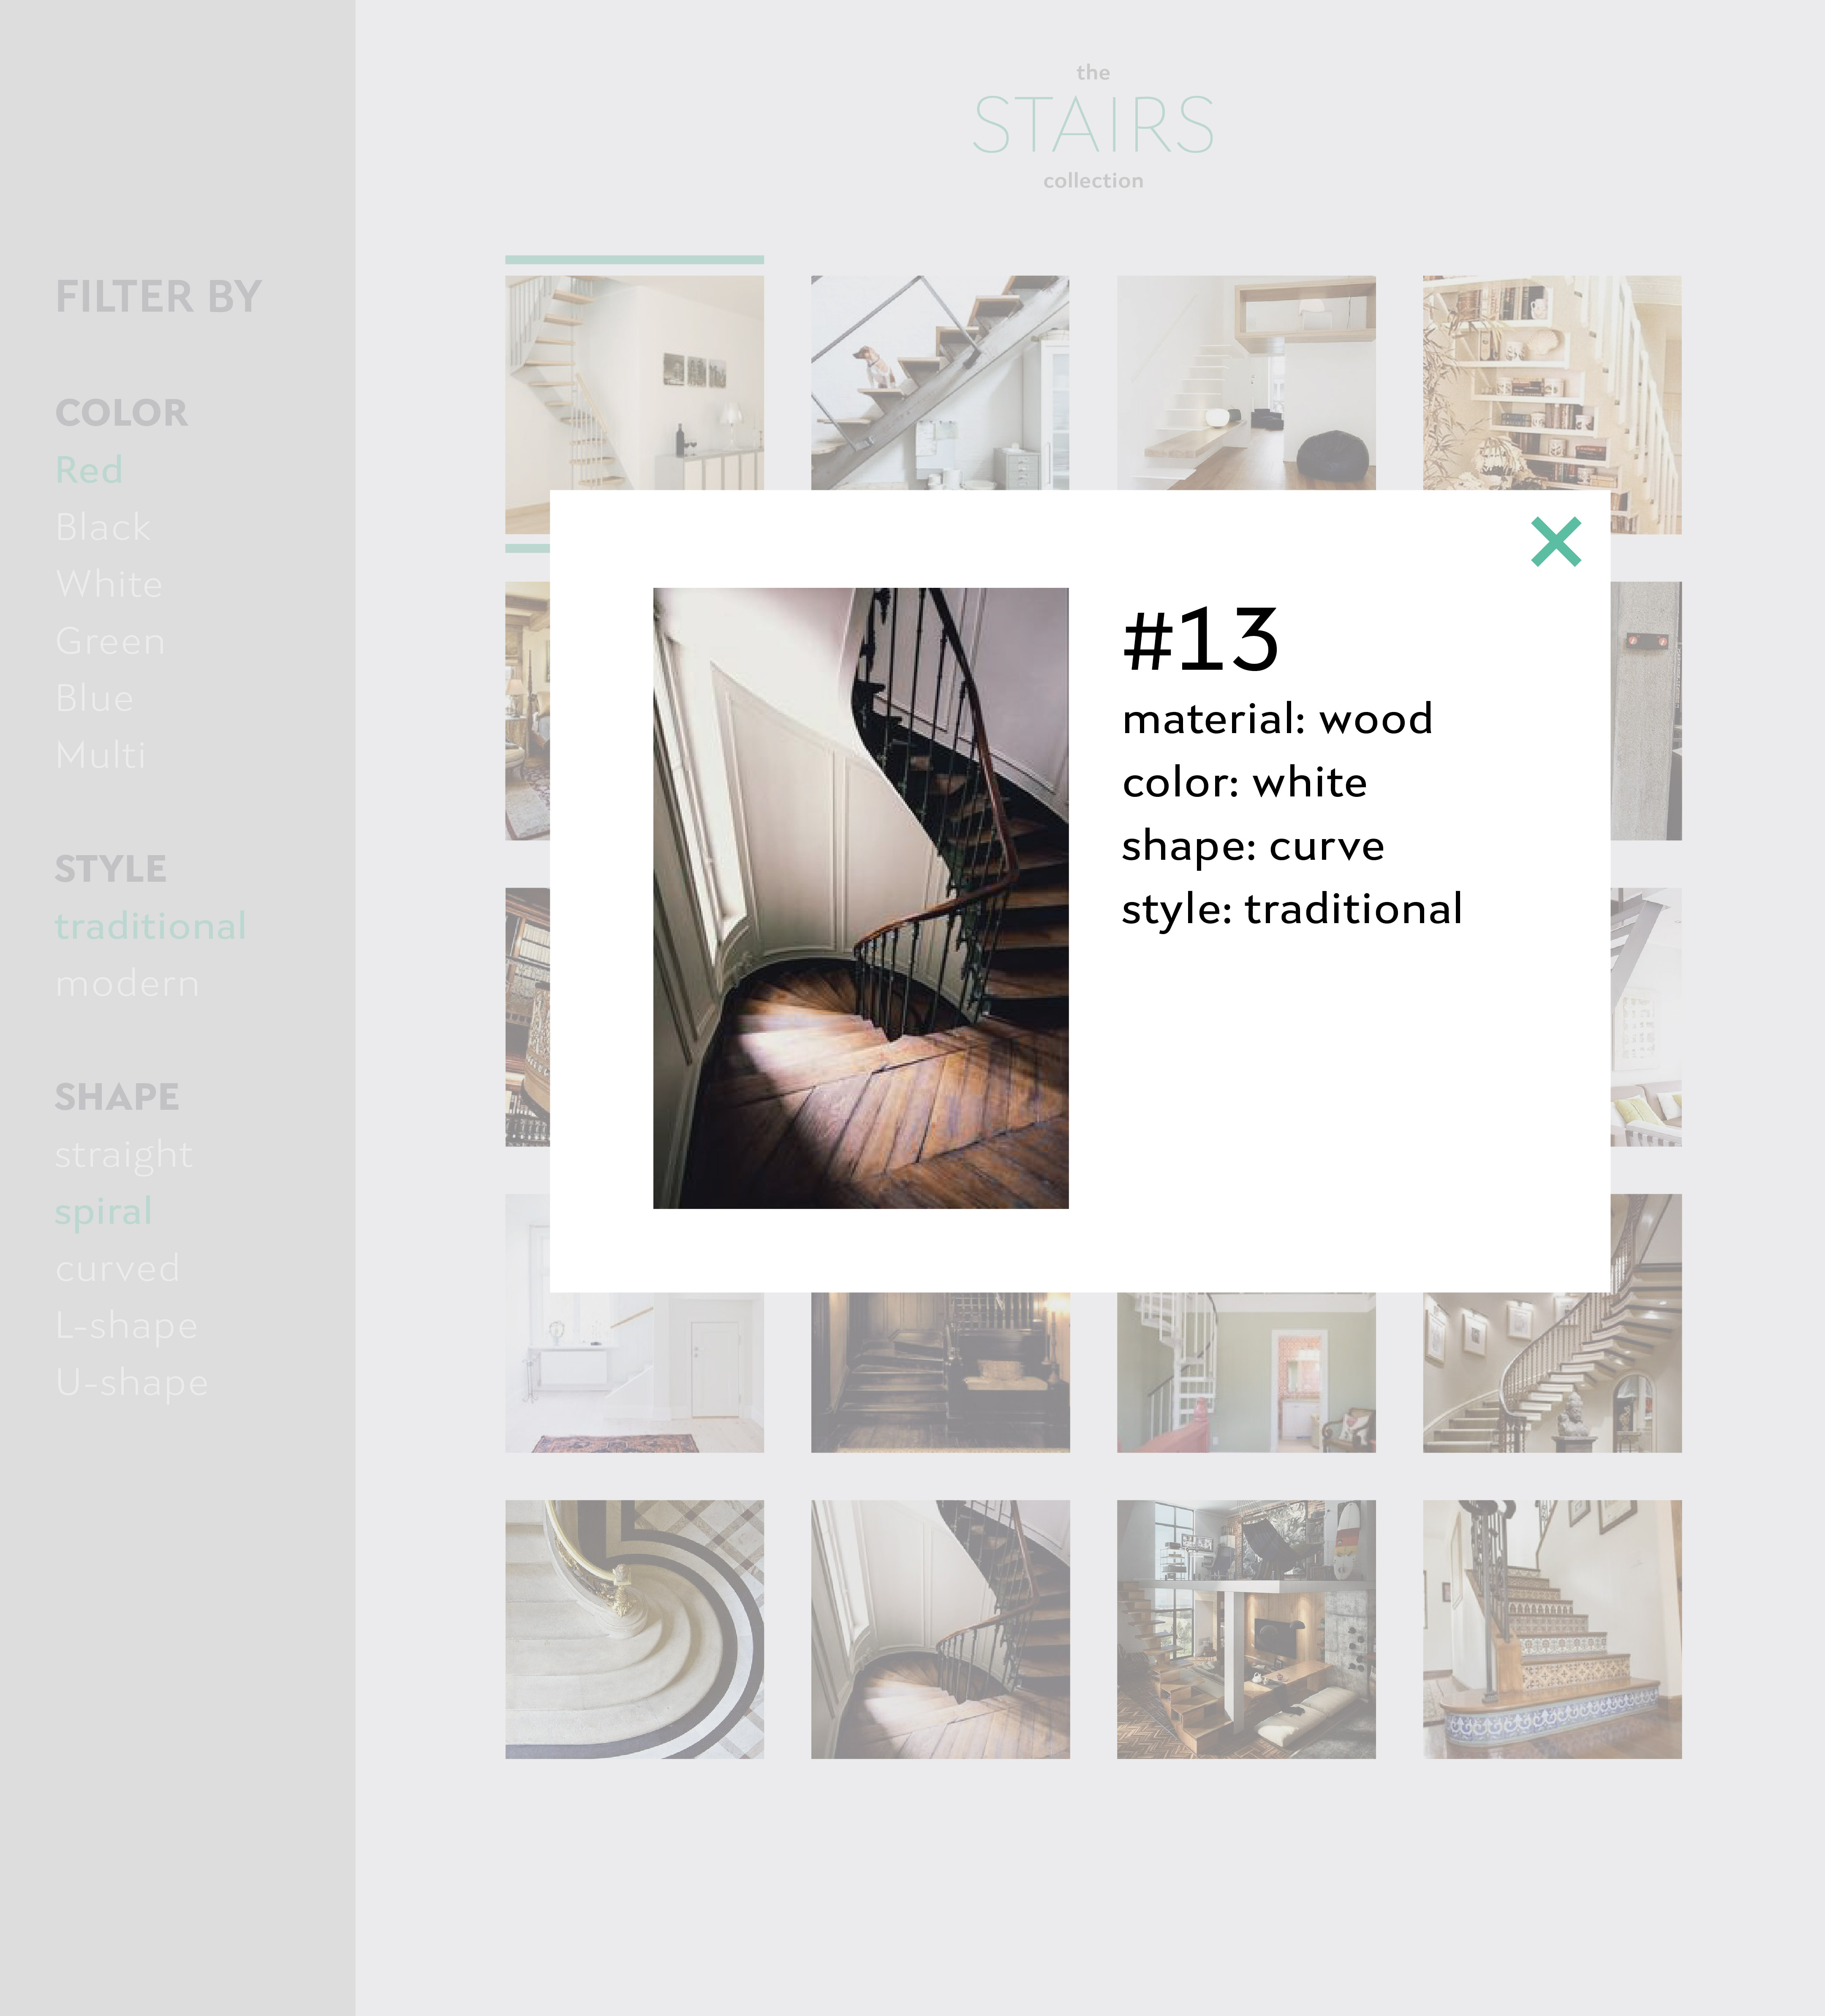 the
STAIRS
collection
FILTER BY
COLOR
Red
Black
White
Green
Blue
Multi
STYLE
traditional
modern
SHAPE
straight
spiral
curved
L-shape
U-shape
#13
material: wood
color: white
shape: curve
style: traditional